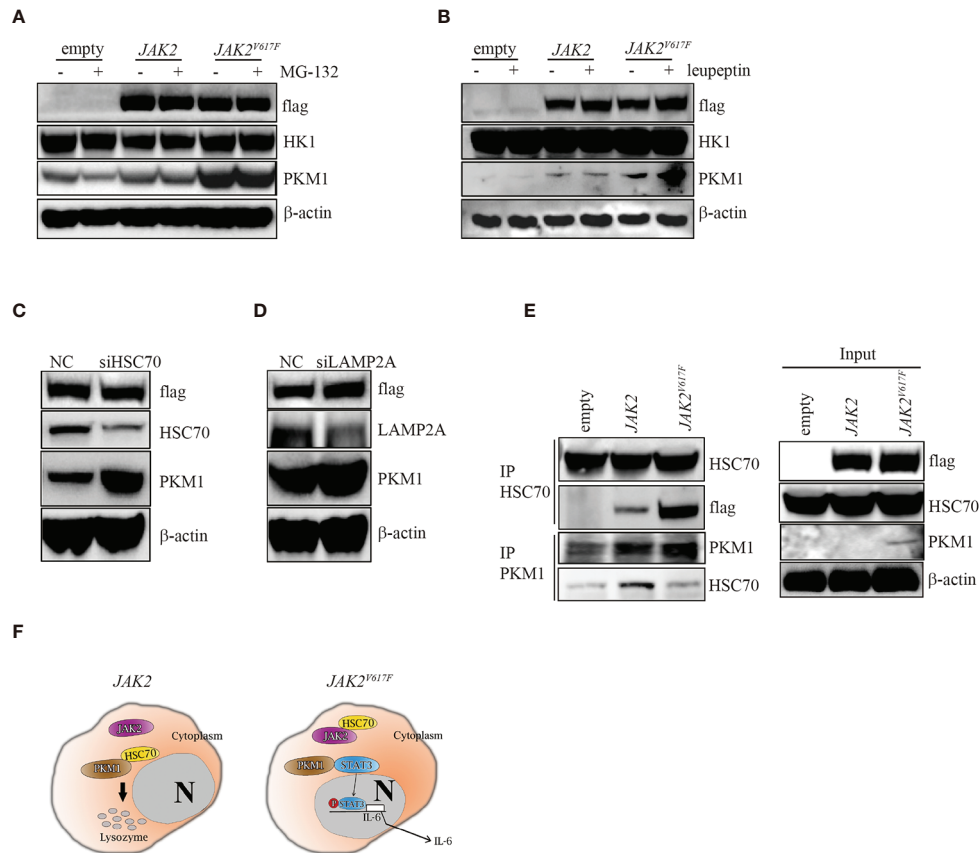 A
empty JAK2 JAK2V617F
- + - + - + MG-132
flag
HK1
PKM1
β-actin
B
empty JAK2 JAK2V617F
- + - + - + leupeptin
flag
HK1
PKM1
β-actin
C
NC siHSC70
flag
HSC70
PKM1
β-actin
D
NC siLAMP2A
flag
LAMP2A
PKM1
β-actin
E
empty JAK2 JAK2V617F
IP HSC70
HSC70
flag
IP PKM1
PKM1
HSC70
Input
empty JAK2 JAK2V617F
flag
HSC70
PKM1
β-actin
F
JAK2
JAK2
Cytoplasm
HSC70
PKM1
N
Lysozyme
JAK2V617F
HSC70
JAK2
Cytoplasm
PKM1 STAT3
N
P STAT3
IL-6
IL-6